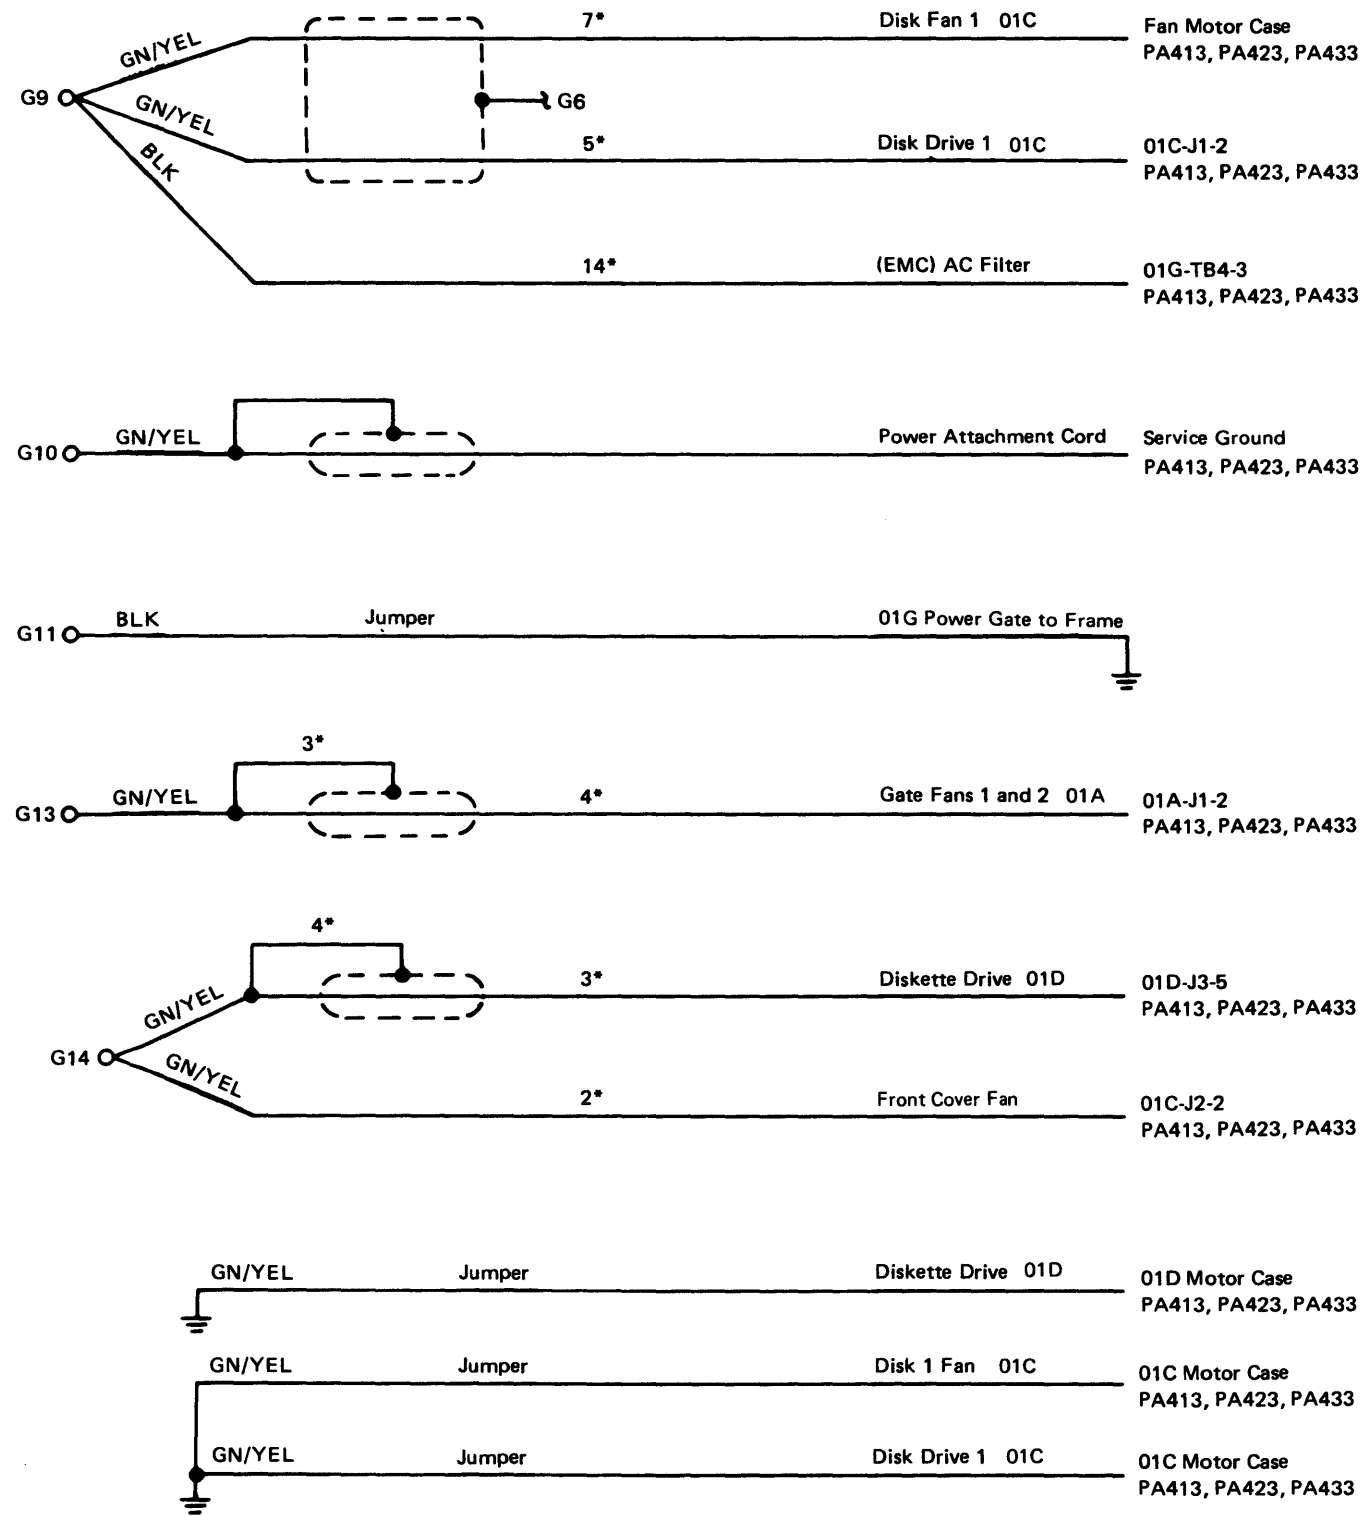 7* Disk Fan 1 01C Fan Motor Case
GN/YEL PA413, PA423, PA433
G9 GN/YEL G6
5* Disk Drive 1 01C 01C-J1-2
BLK PA413, PA423, PA433
14* (EMC) AC Filter 01G-TB4-3
PA413, PA423, PA433
GN/YEL Power Attachment Cord Service Ground
G10 PA413, PA423, PA433
BLK Jumper 01G Power Gate to Frame
G11
3*
GN/YEL 4* Gate Fans 1 and 2 01A 01A-J1-2
G13 PA413, PA423, PA433
4*
3* Diskette Drive 01D 01D-J3-5
GN/YEL PA413, PA423, PA433
G14
GN/YEL 2* Front Cover Fan 01C-J2-2
PA413, PA423, PA433
GN/YEL Jumper Diskette Drive 01D 01D Motor Case
PA413, PA423, PA433
GN/YEL Jumper Disk 1 Fan 01C 01C Motor Case
PA413, PA423, PA433
GN/YEL Jumper Disk Drive 1 01C 01C Motor Case
PA413, PA423, PA433